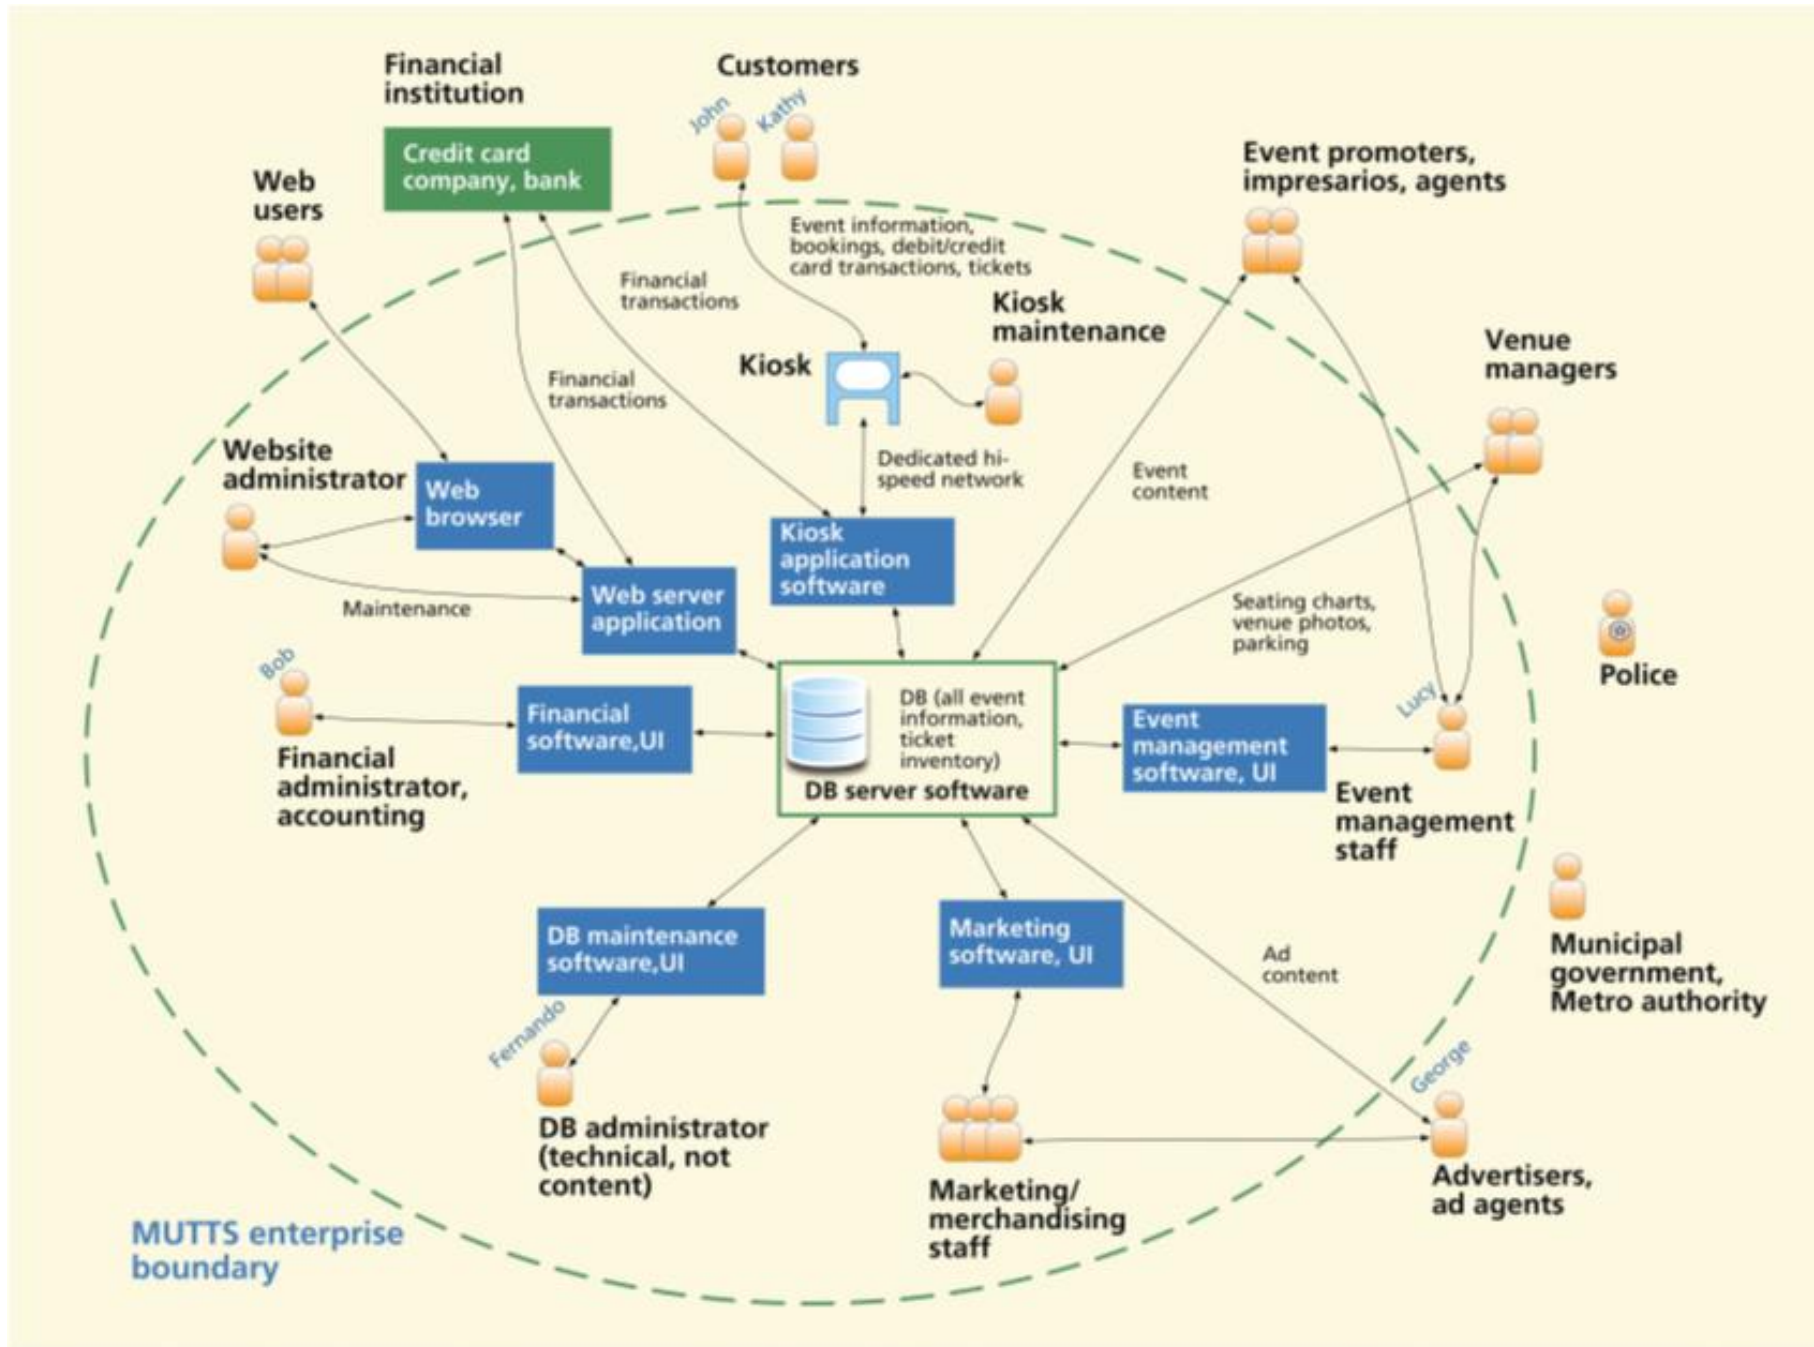 Financial
institution
Customers
John
Kathy
Credit card
company, bank
Event promoters,
impresarios, agents
Web
users
Event information,
bookings, debit/credit
card transactions, tickets
Financial
transactions
Kiosk
maintenance
Kiosk
Venue
managers
Financial
transactions
Website
administrator
Web
browser
Dedicated hi-
speed network
Event
content
Kiosk
application
software
Maintenance
Web server
application
Seating charts,
venue photos,
parking
Police
Bob
Financial
software,UI
DB (all event
information,
ticket
inventory)
DB server software
Event
management
software, UI
Lucy
Financial
administrator,
accounting
Event
management
staff
DB maintenance
software,UI
Marketing
software, UI
Ad
content
Municipal
government,
Metro authority
Fernando
George
DB administrator
(technical, not
content)
Marketing/
merchandising
staff
Advertisers,
ad agents
MUTTS enterprise
boundary